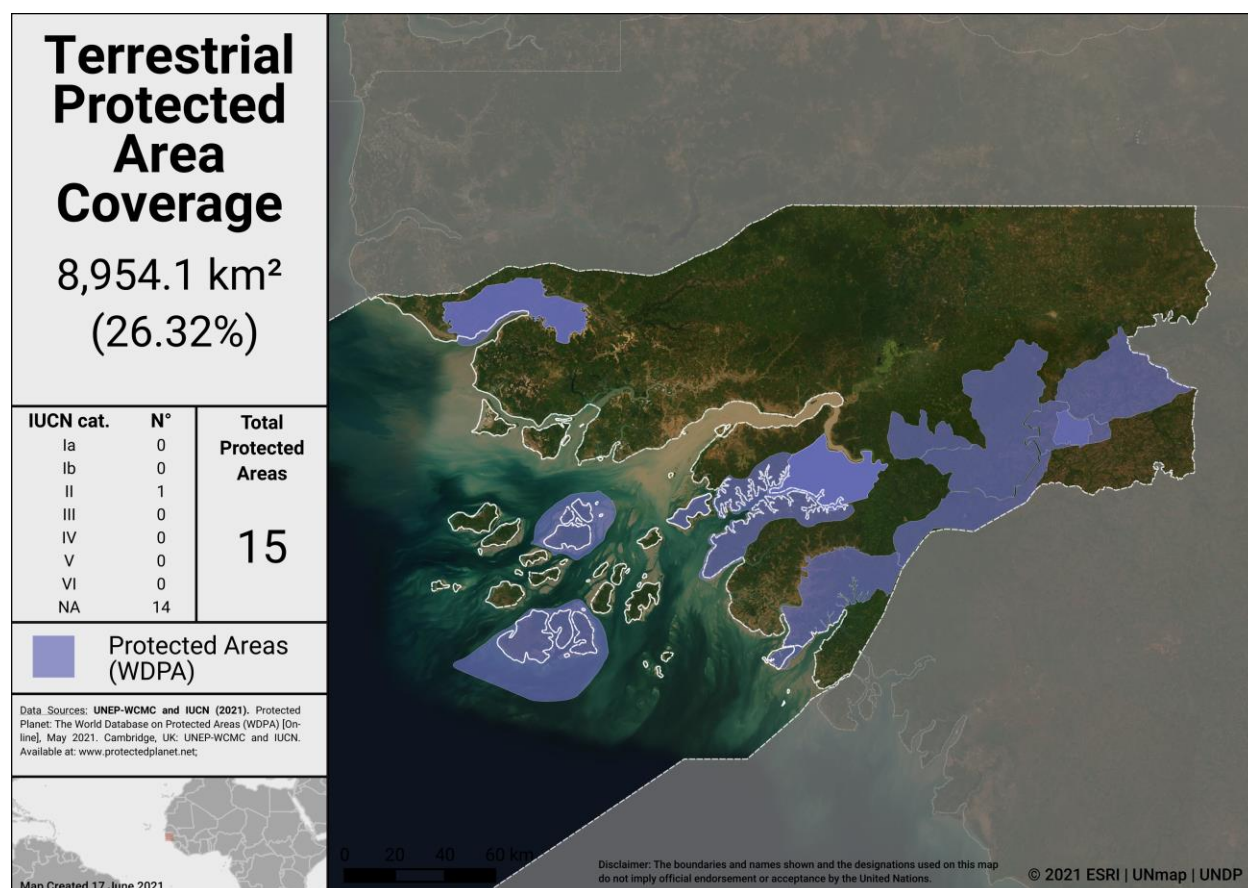 Terrestrial
Protected
Area
Coverage
8,954.1 km²
(26.32%)
IUCN cat. N°
Ia 0
Ib 0
II 1
III 0
IV 0
V 0
VI 0
NA 14
Total
Protected
Areas
15
Protected Areas
(WDPA)
Data Sources: UNEP-WCMC and IUCN (2021). Protected
Planet: The World Database on Protected Areas (WDPA) [On-
line], May 2021. Cambridge, UK: UNEP-WCMC and IUCN.
Available at: www.protectedplanet.net;
Map Created 17 June 2021
0 20 40 60 km
Disclaimer: The boundaries and names shown and the designations used on this map
do not imply official endorsement or acceptance by the United Nations.
© 2021 ESRI | UNmap | UNDP